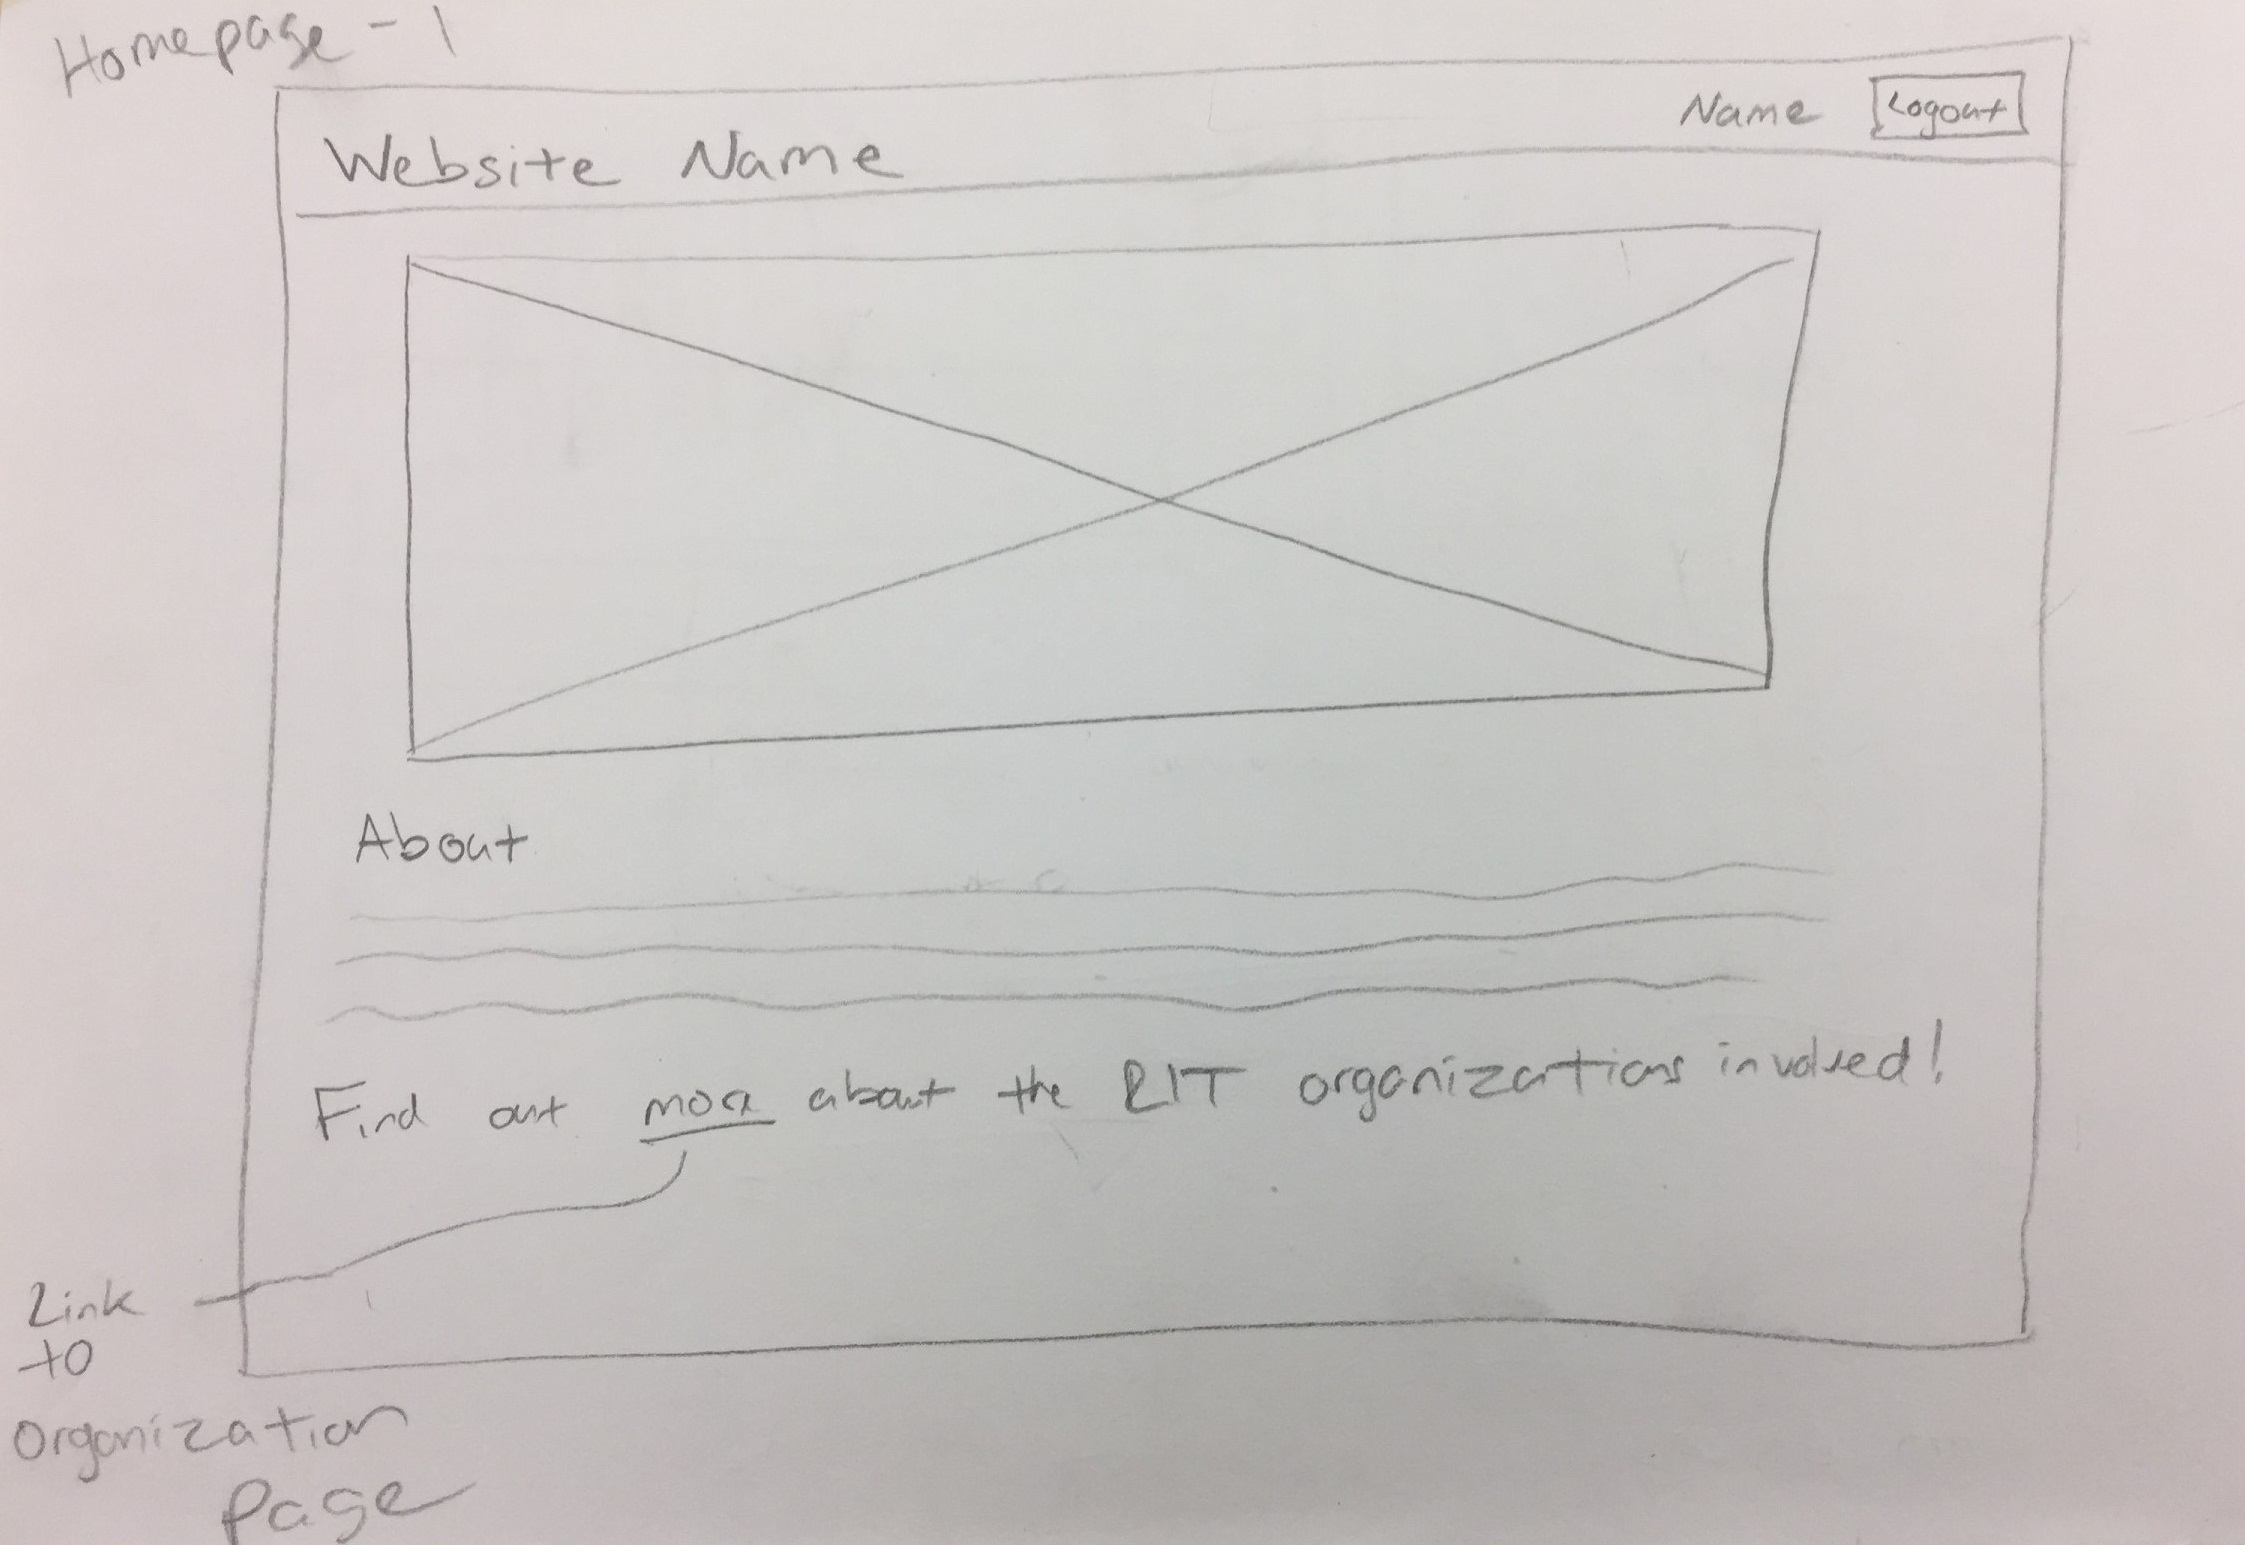 Homepage - 1
Website Name
Name
Logout
About
Find out more about the RIT organizations involved!
Link
to
Organization
Page